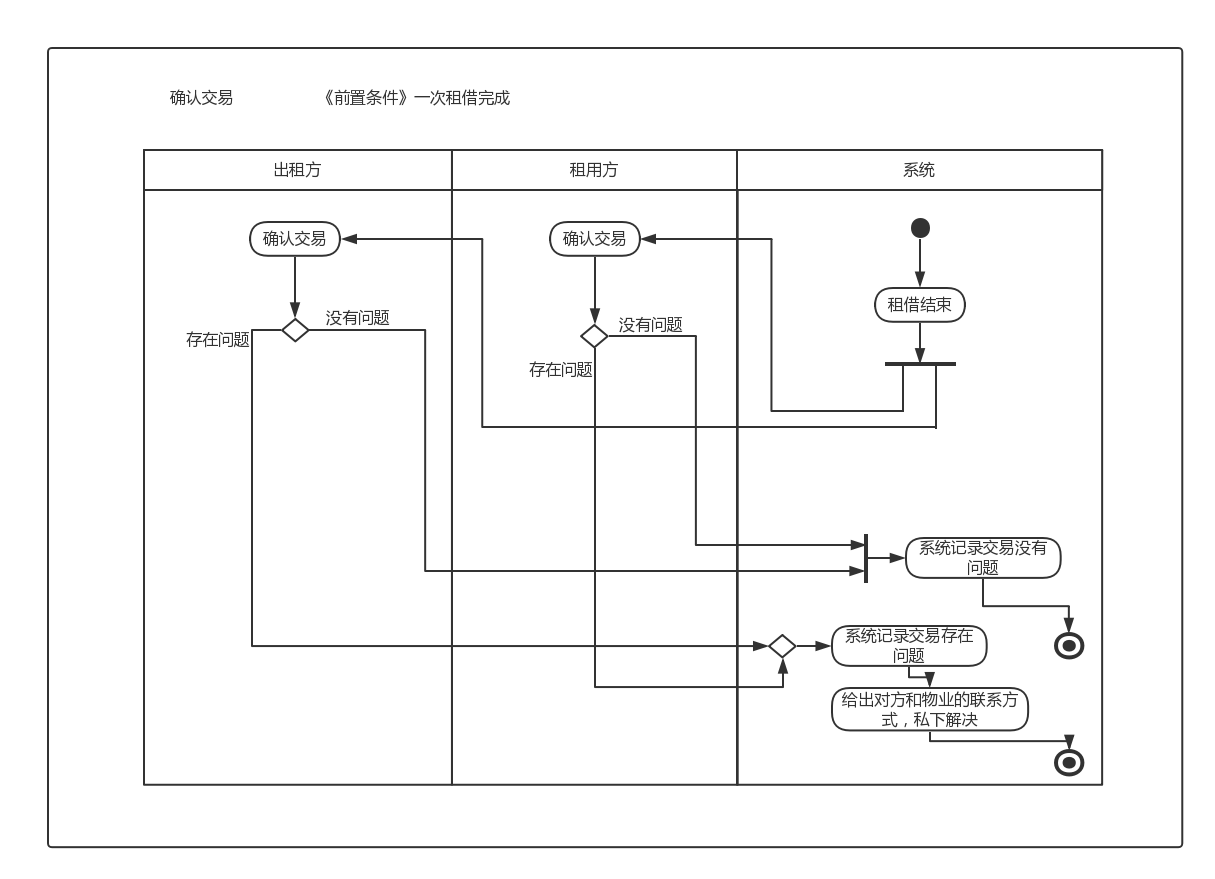 确认交易
《前置条件》一次租借完成
出租方
租用方
系统
确认交易
确认交易
租借结束
没有问题
存在问题
没有问题
存在问题
系统记录交易没有
问题
系统记录交易存在
问题
给出对方和物业的联系方
式，私下解决